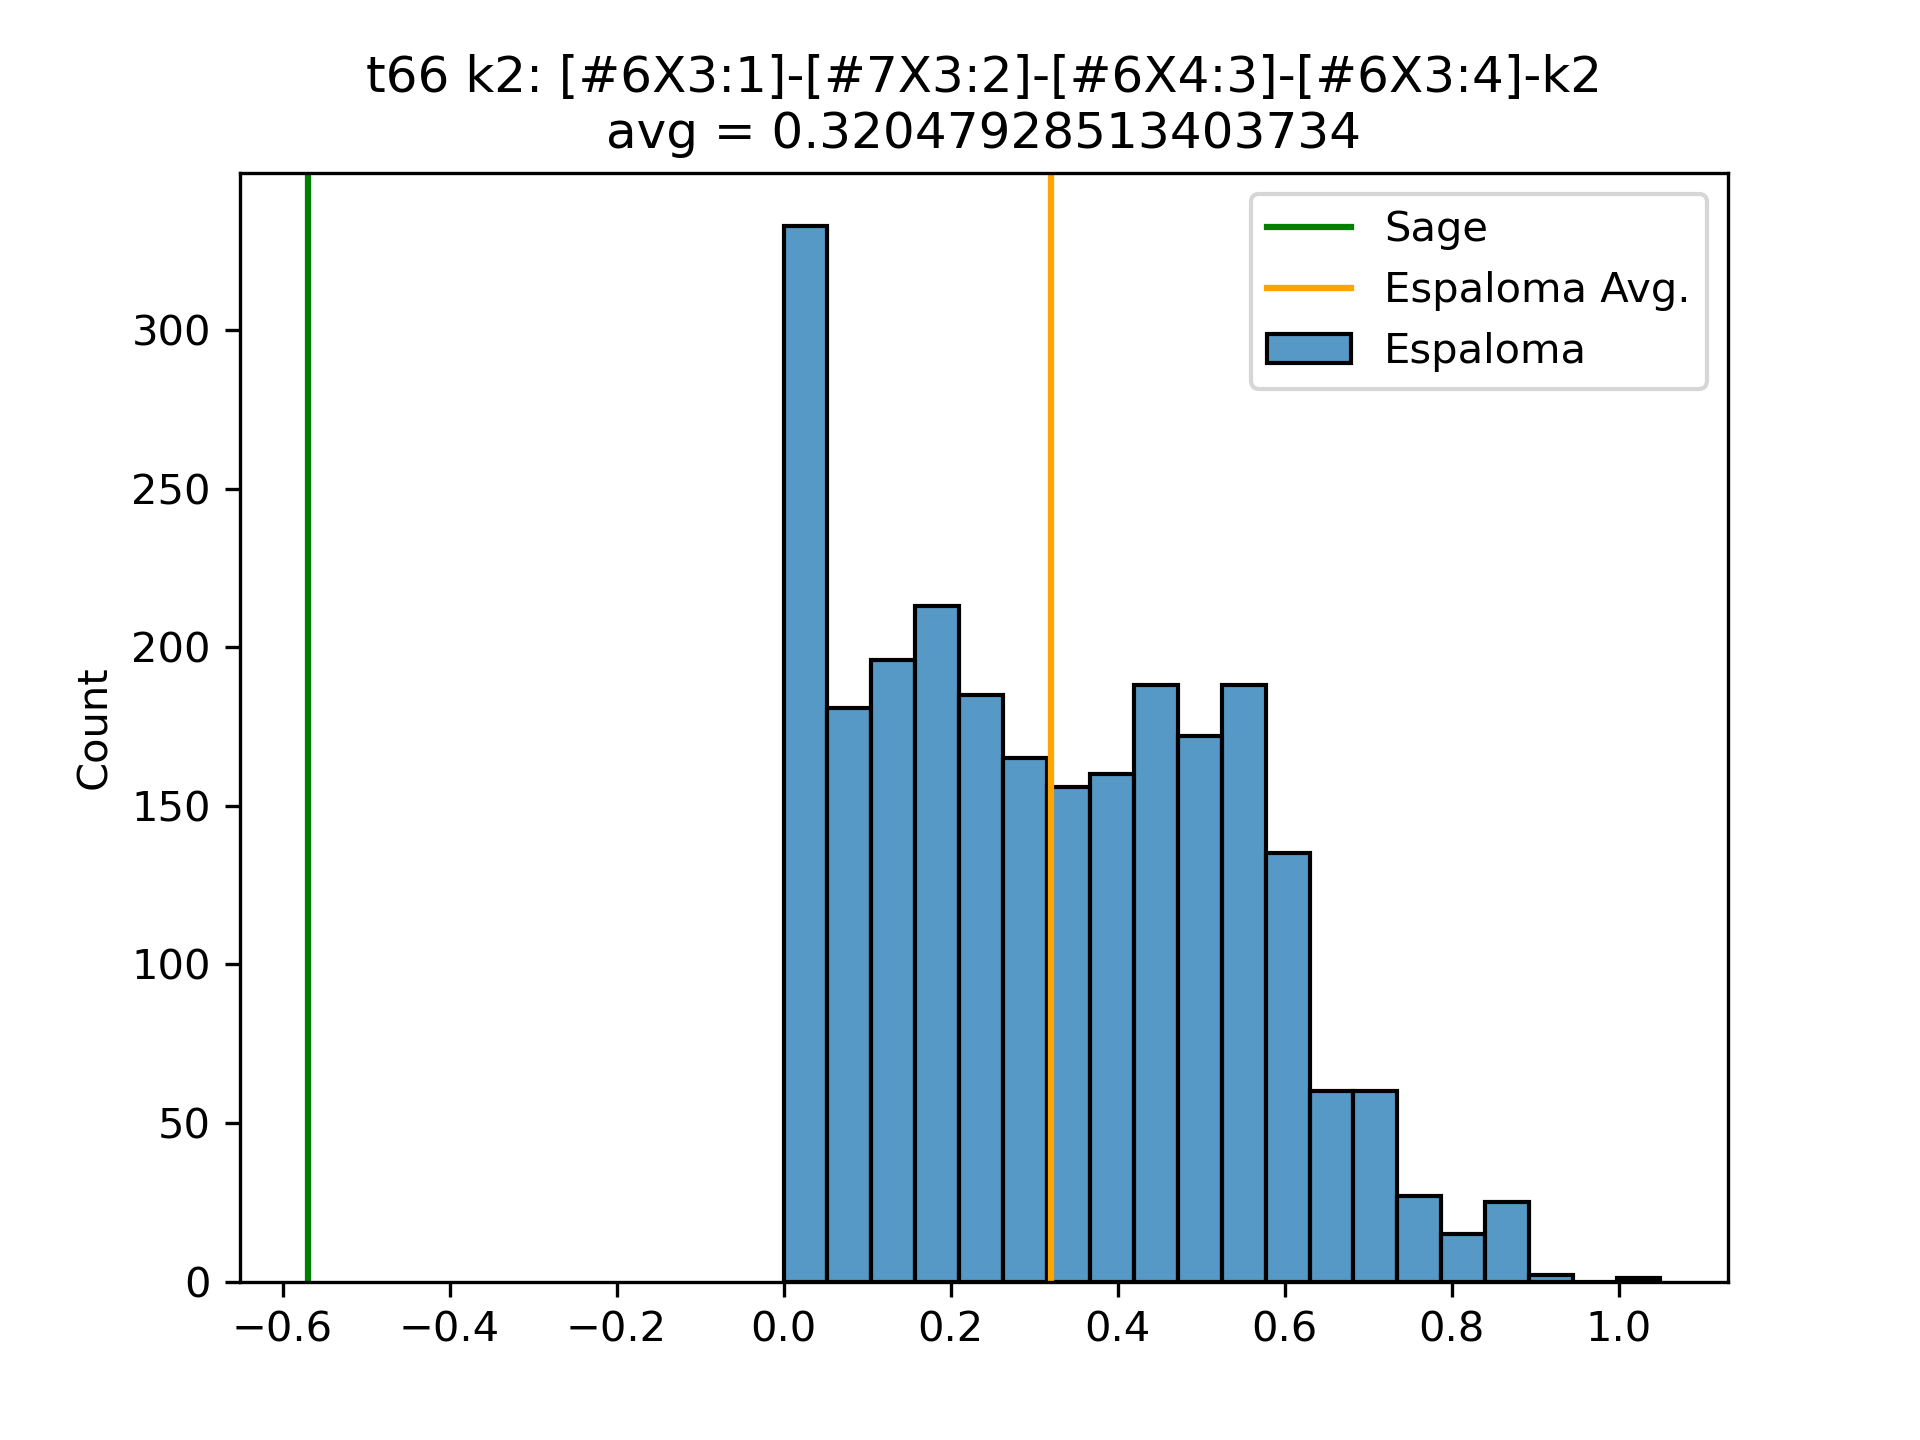 t66 k2: [#6X3:1]-[#7X3:2]-[#6X4:3]-[#6X3:4]-k2
avg = 0.32047928513403734
Sage
Espaloma Avg.
Espaloma
Count
300
250
200
150
100
50
0
−0.6 −0.4 −0.2 0.0 0.2 0.4 0.6 0.8 1.0